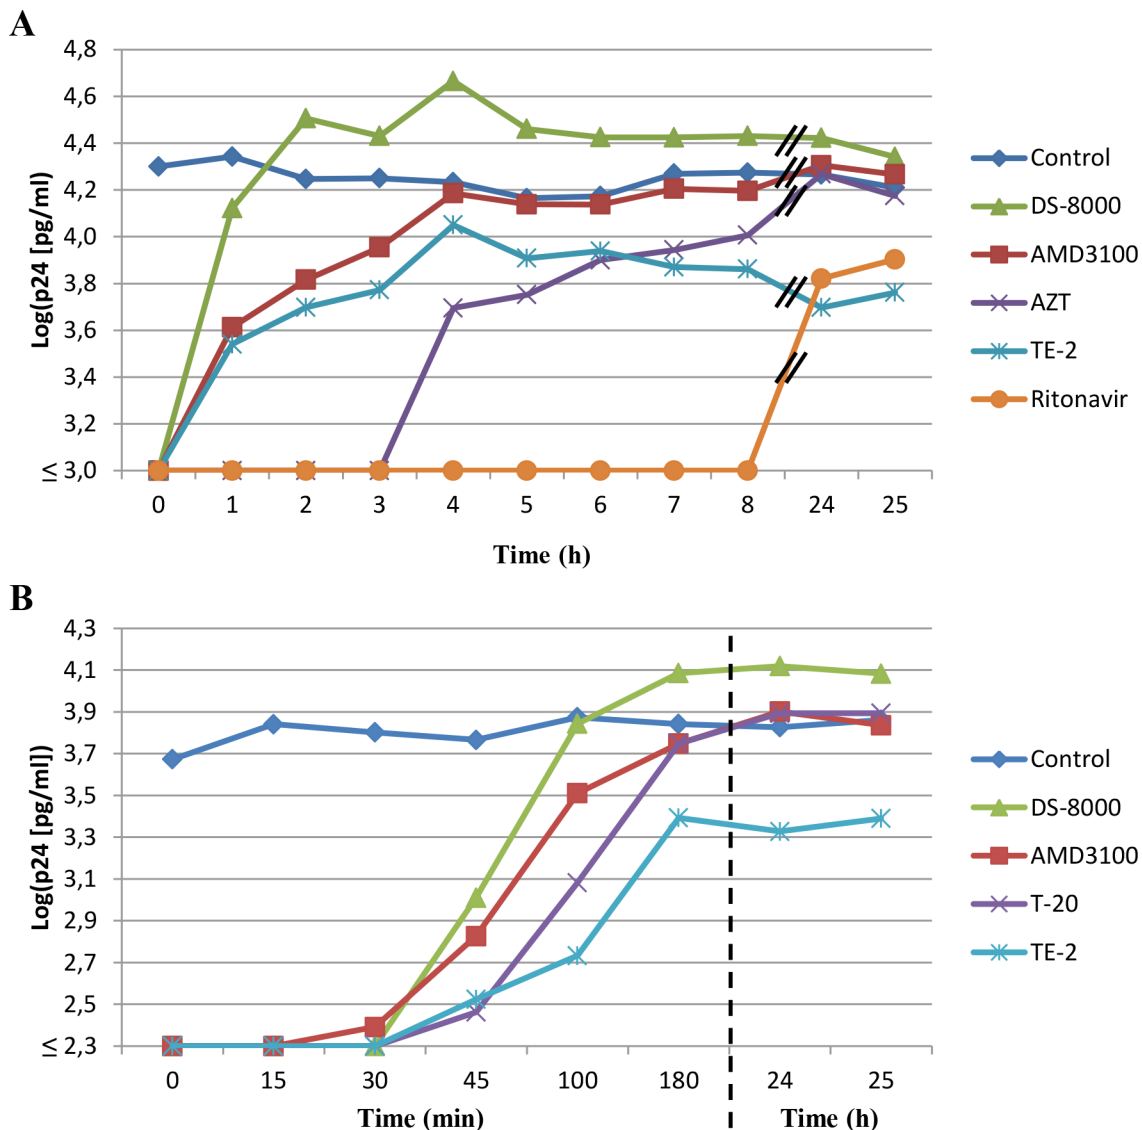 A
Log(p24 [pg/ml]
4,8
4,6
4,4
4,2
4,0
3,8
3,6
3,4
3,2
≤ 3,0
0 1 2 3 4 5 6 7 8 24 25
Time (h)
Control
DS-8000
AMD3100
AZT
TE-2
Ritonavir
B
Log(p24 [pg/ml])
4,3
4,1
3,9
3,7
3,5
3,3
3,1
2,9
2,7
2,5
≤ 2,3
0 15 30 45 100 180 24 25
Time (min) Time (h)
Control
DS-8000
AMD3100
T-20
TE-2